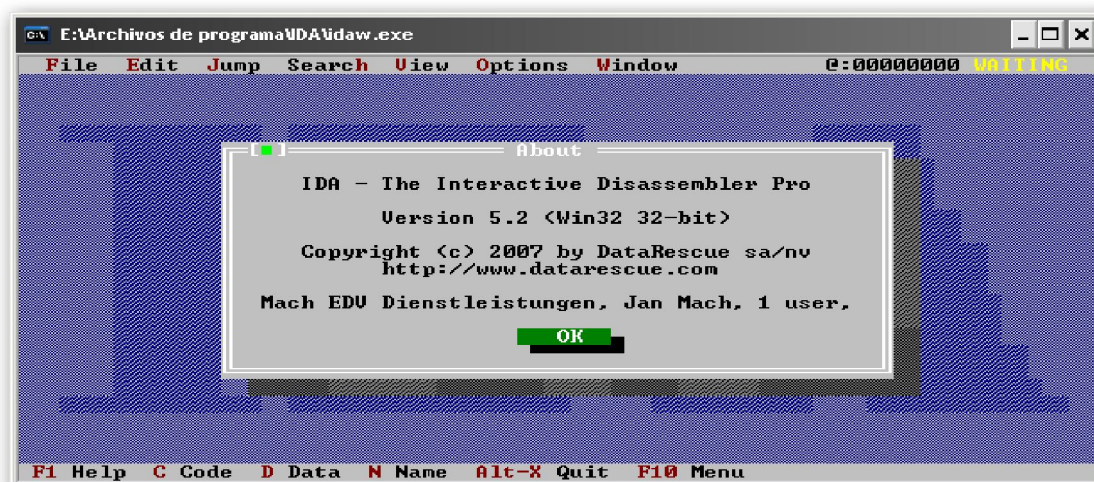 E:\Archivos de programa\IDA\idaw.exe
File Edit Jump Search View Options Window @:00000000 WAITING
About
IDA - The Interactive Disassembler Pro
Version 5.2 (Win32 32-bit)
Copyright (c) 2007 by DataRescue sa/nv
http://www.datarescue.com
Mach EDV Dienstleistungen, Jan Mach, 1 user,
OK
F1 Help C Code D Data N Name Alt-X Quit F10 Menu